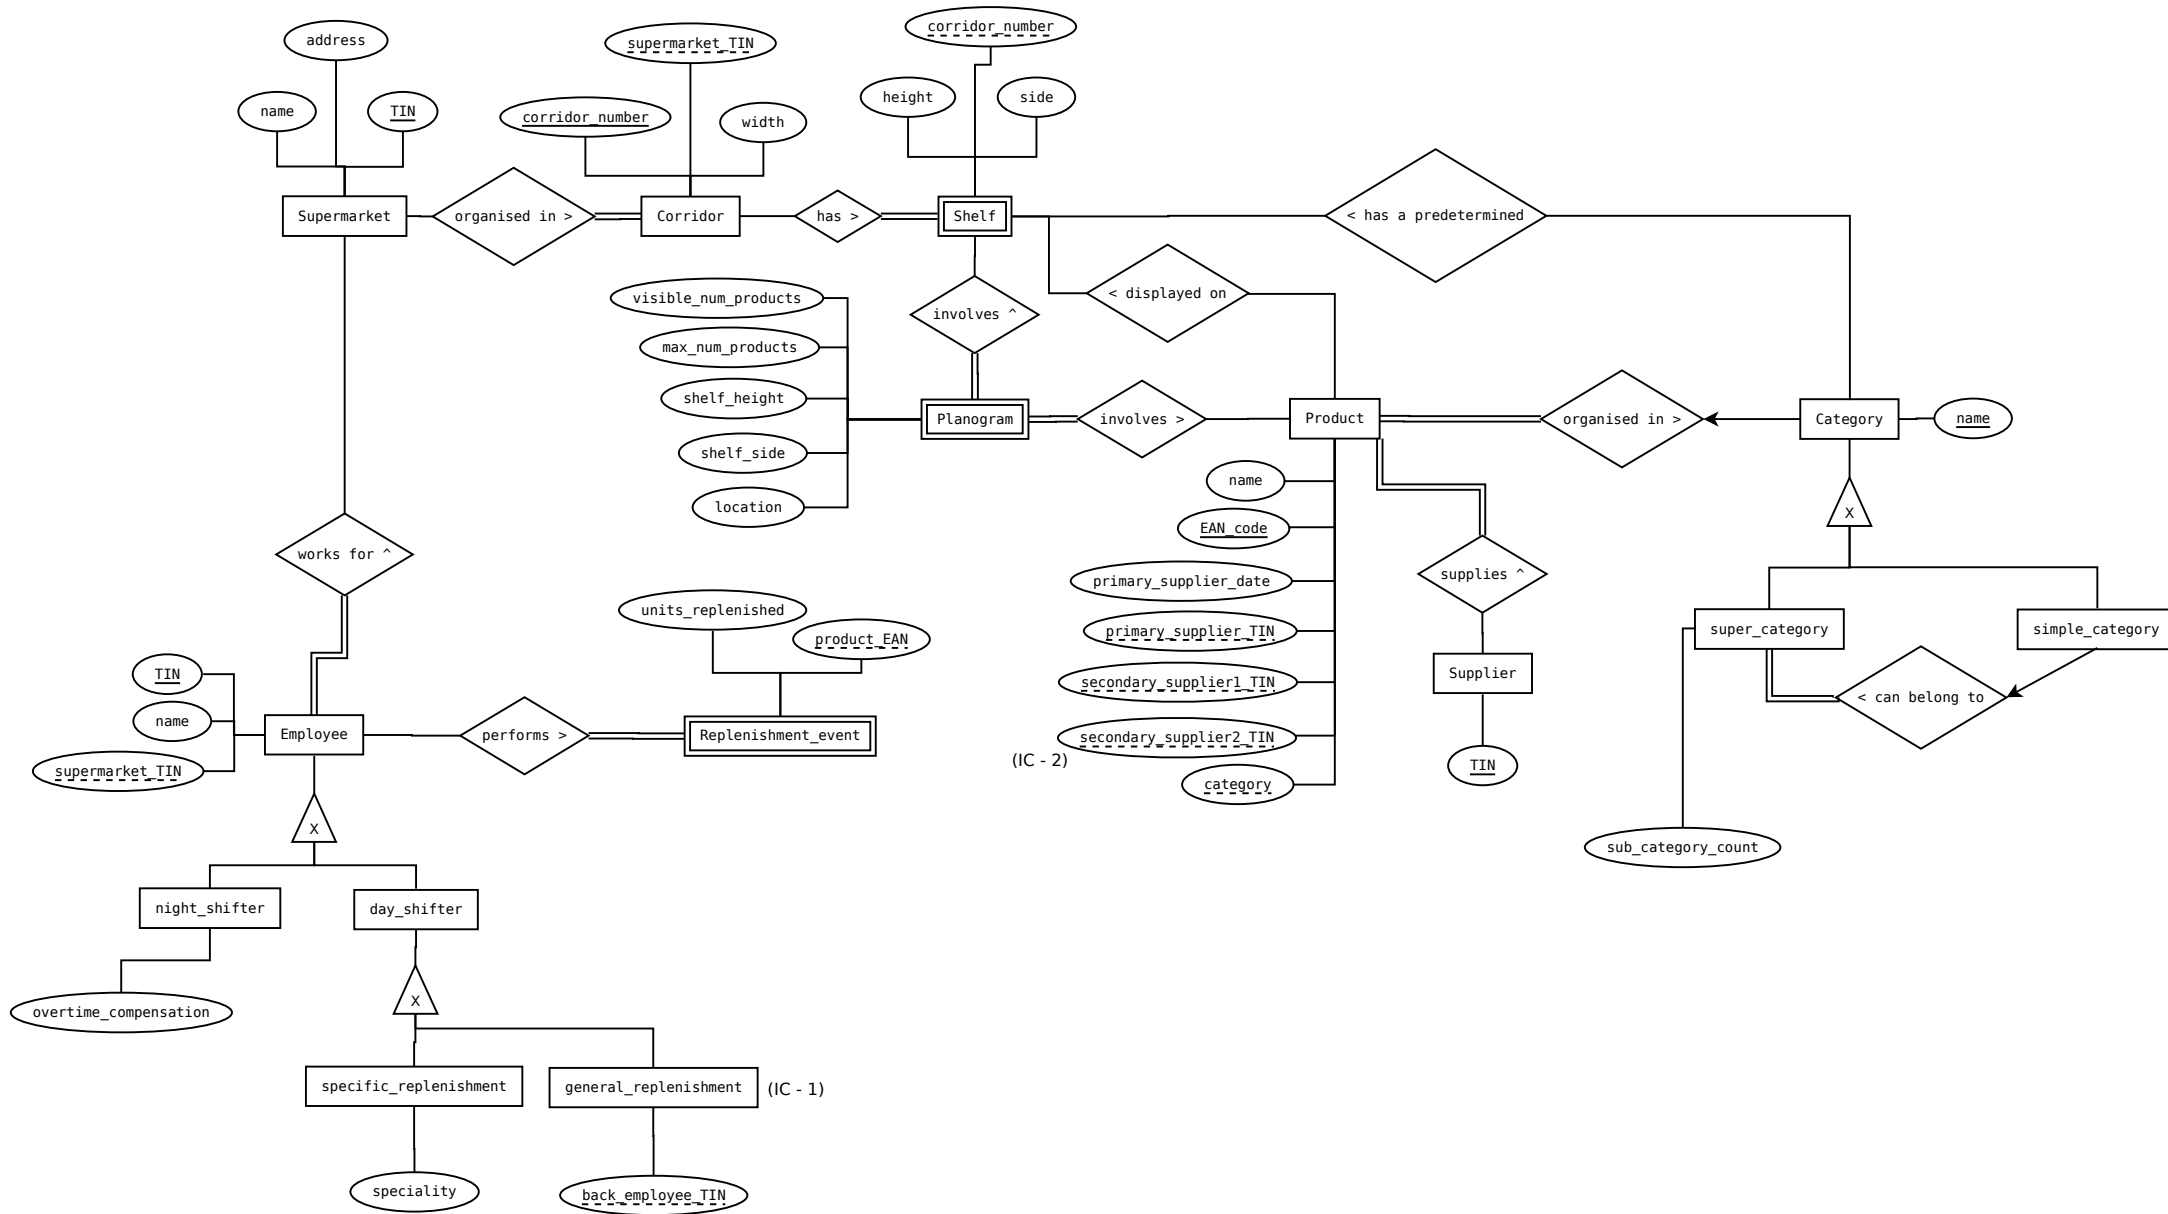 corridor_number
address
supermarket_TIN
height
side
name
TIN
corridor_number
width
Supermarket
organised in >
Corridor
has >
Shelf
< has a predetermined
visible_num_products
involves ^
< displayed on
max_num_products
shelf_height
Planogram
involves >
Product
organised in >
Category
name
shelf_side
name
location
X
EAN_code
works for ^
primary_supplier_date
supplies ^
units_replenished
product_EAN
primary_supplier_TIN
super_category
simple_category
TIN
name
secondary_supplier1_TIN
Supplier
< can belong to
Employee
performs >
Replenishment_event
secondary_supplier2_TIN
(IC - 2)
supermarket_TIN
TIN
category
X
sub_category_count
night_shifter
day_shifter
X
overtime_compensation
specific_replenishment
general_replenishment
(IC - 1)
speciality
back_employee_TIN